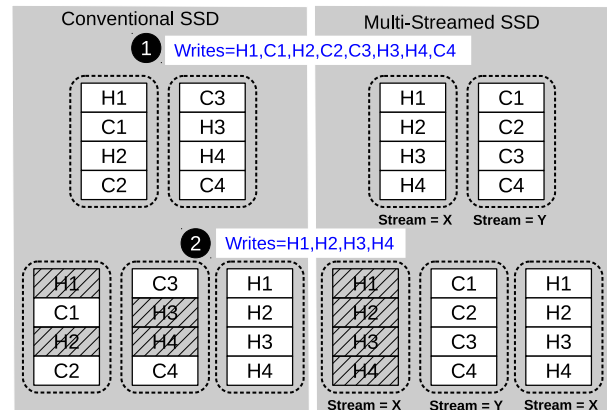 Conventional SSD
Multi-Streamed SSD
1 Writes=H1,C1,H2,C2,C3,H3,H4,C4
H1 C3 H1 C1
C1 H3 H2 C2
H2 H4 H3 C3
C2 C4 H4 C4
Stream = X Stream = Y
2 Writes=H1,H2,H3,H4
H1 C3 H1 H1 C1 H1
C1 H3 H2 H2 C2 H2
H2 H4 H3 H3 C3 H3
C2 C4 H4 H4 C4 H4
Stream = X Stream = Y Stream = X